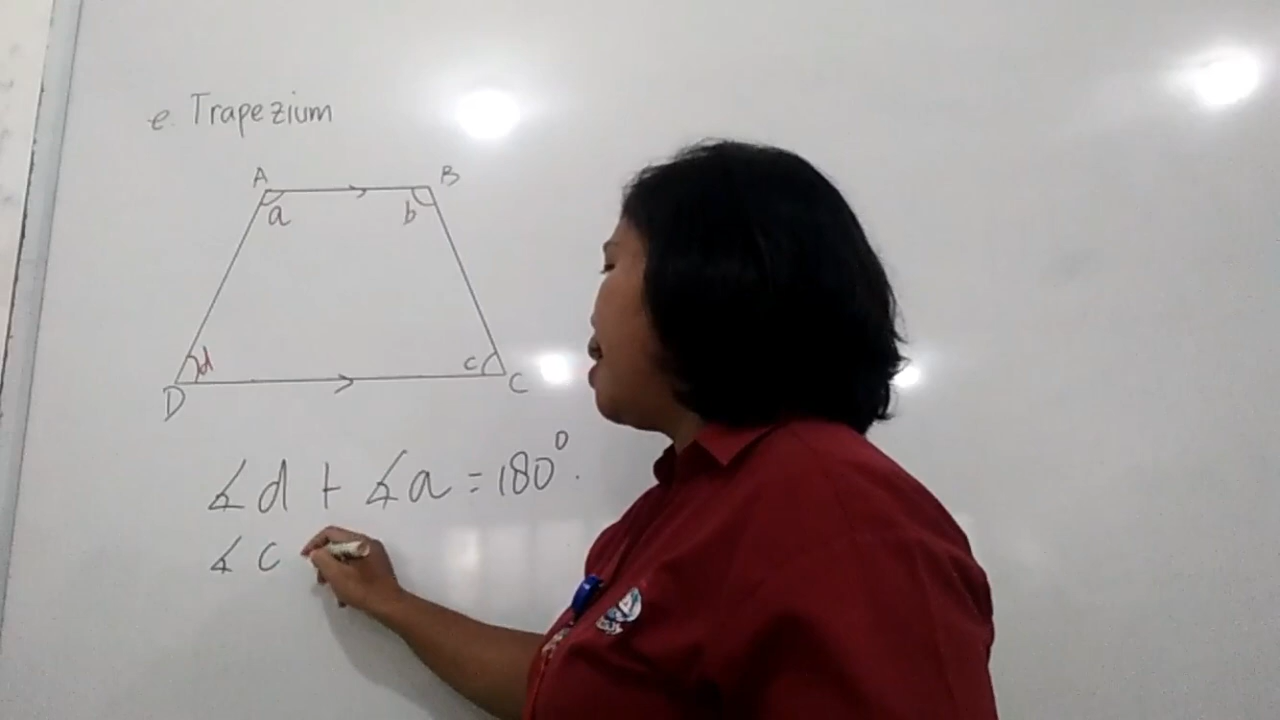 e. Trapezium
A B
a b
d c
D C
∡d + ∡a = 180°.
∡c